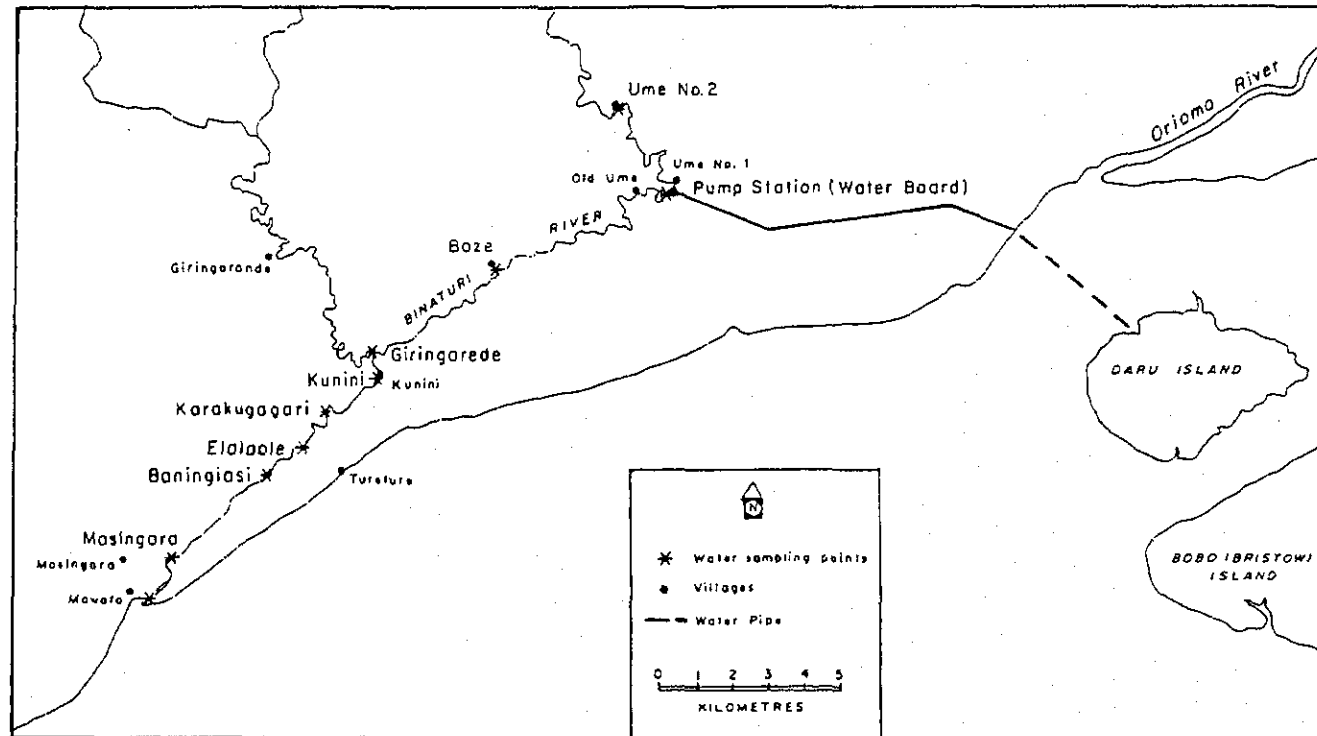 Ume No. 2
Oriomo River
Ume No. 1
Old Ume
Pump Station (Water Board)
BINATURI RIVER
Boze
Giringarande
Giringarede
Kunini
Kunini
DARU ISLAND
Karakugagari
Elalaole
Baningiasi
Tureture
N
Masingara
Masingara
Mawata
Water sampling points
Villages
Water Pipe
0 1 2 3 4 5
KILOMETRES
BOBO (BRISTOW)
ISLAND